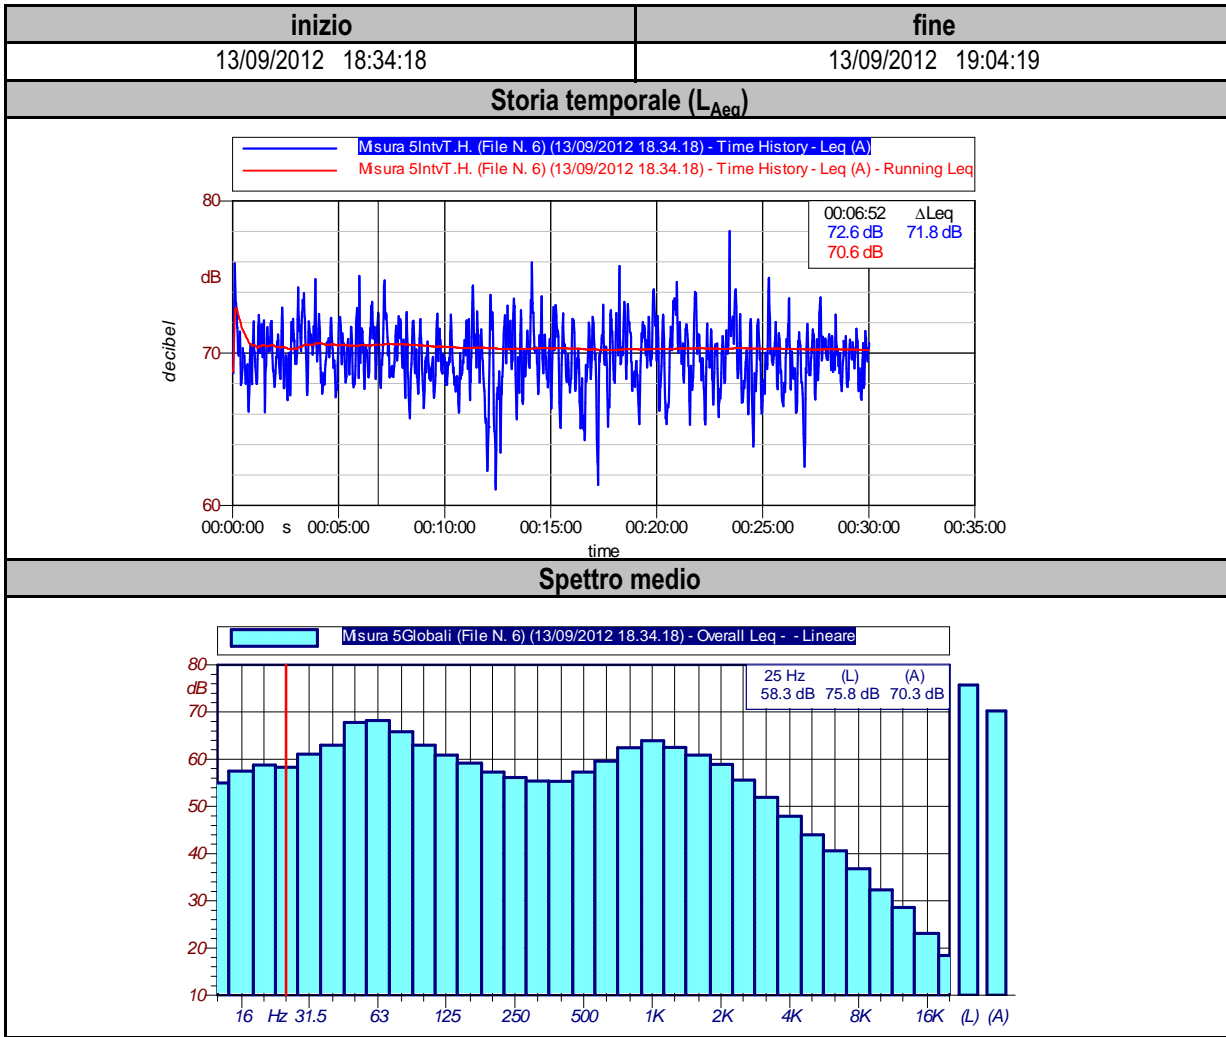 inizio fine
13/09/2012 18:34:18 13/09/2012 19:04:19
Storia temporale (LAeq)
Misura 5IntvT.H. (File N. 6) (13/09/2012 18.34.18) - Time History - Leq (A)
Misura 5IntvT.H. (File N. 6) (13/09/2012 18.34.18) - Time History - Leq (A) - Running Leq
80
00:06:52 ΔLeq
72.6 dB 71.8 dB
70.6 dB
dB
decibel
70
60
00:00:00 s 00:05:00 00:10:00 00:15:00 00:20:00 00:25:00 00:30:00 00:35:00
time
Spettro medio
Misura 5Globali (File N. 6) (13/09/2012 18.34.18) - Overall Leq - - Lineare
80
25 Hz (L) (A)
58.3 dB 75.8 dB 70.3 dB
dB
70
60
50
40
30
20
10
16 Hz 31.5 63 125 250 500 1K 2K 4K 8K 16K (L) (A)